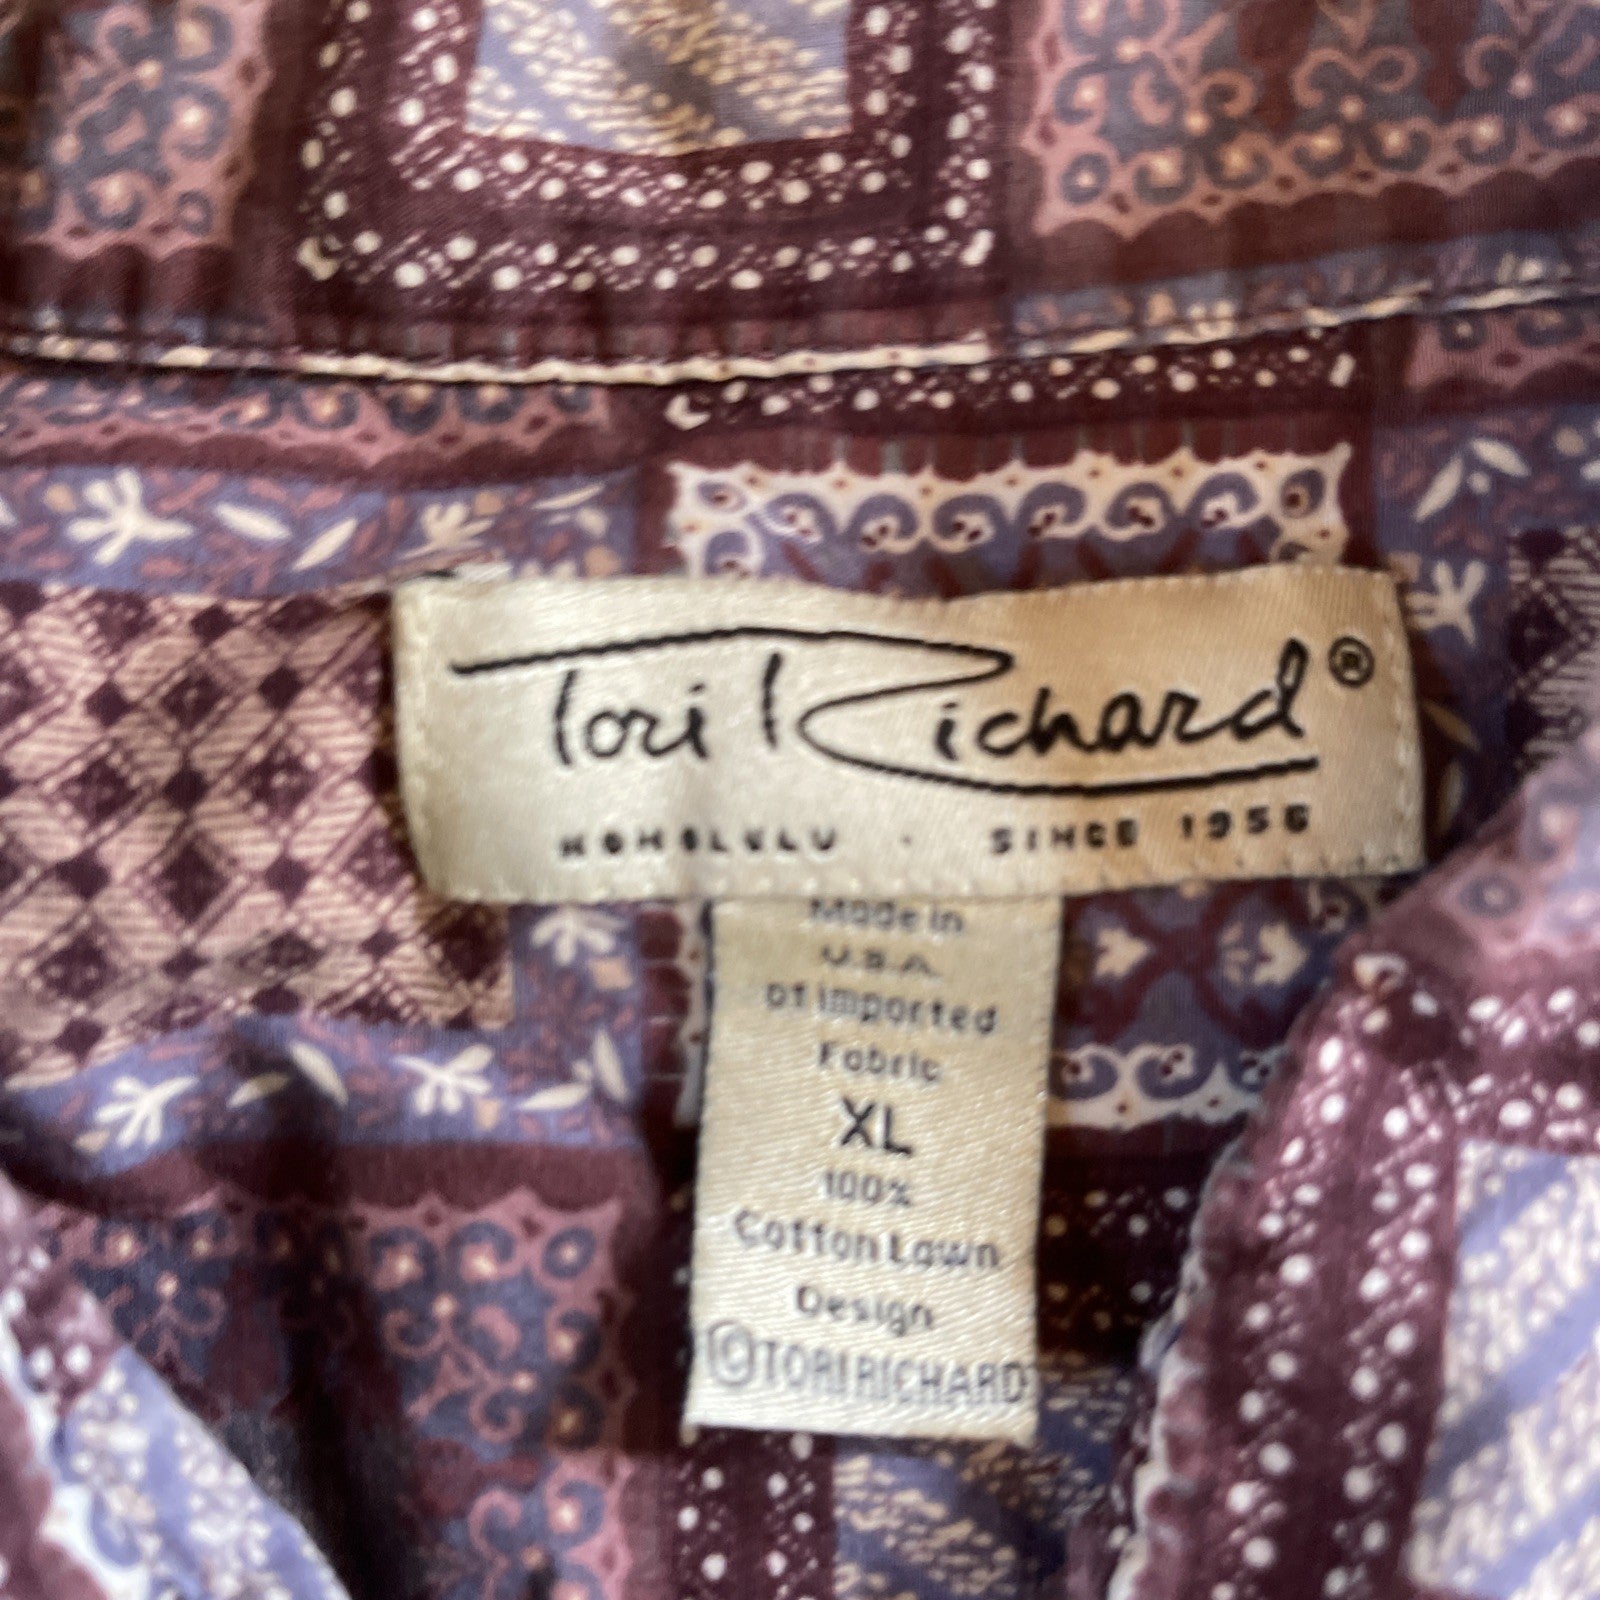 Tori Richard®
HONOLULU · SINCE 1956
Made in
U.S.A.
of imported
Fabric
XL
100%
Cotton Lawn
Design
©TORI RICHARD